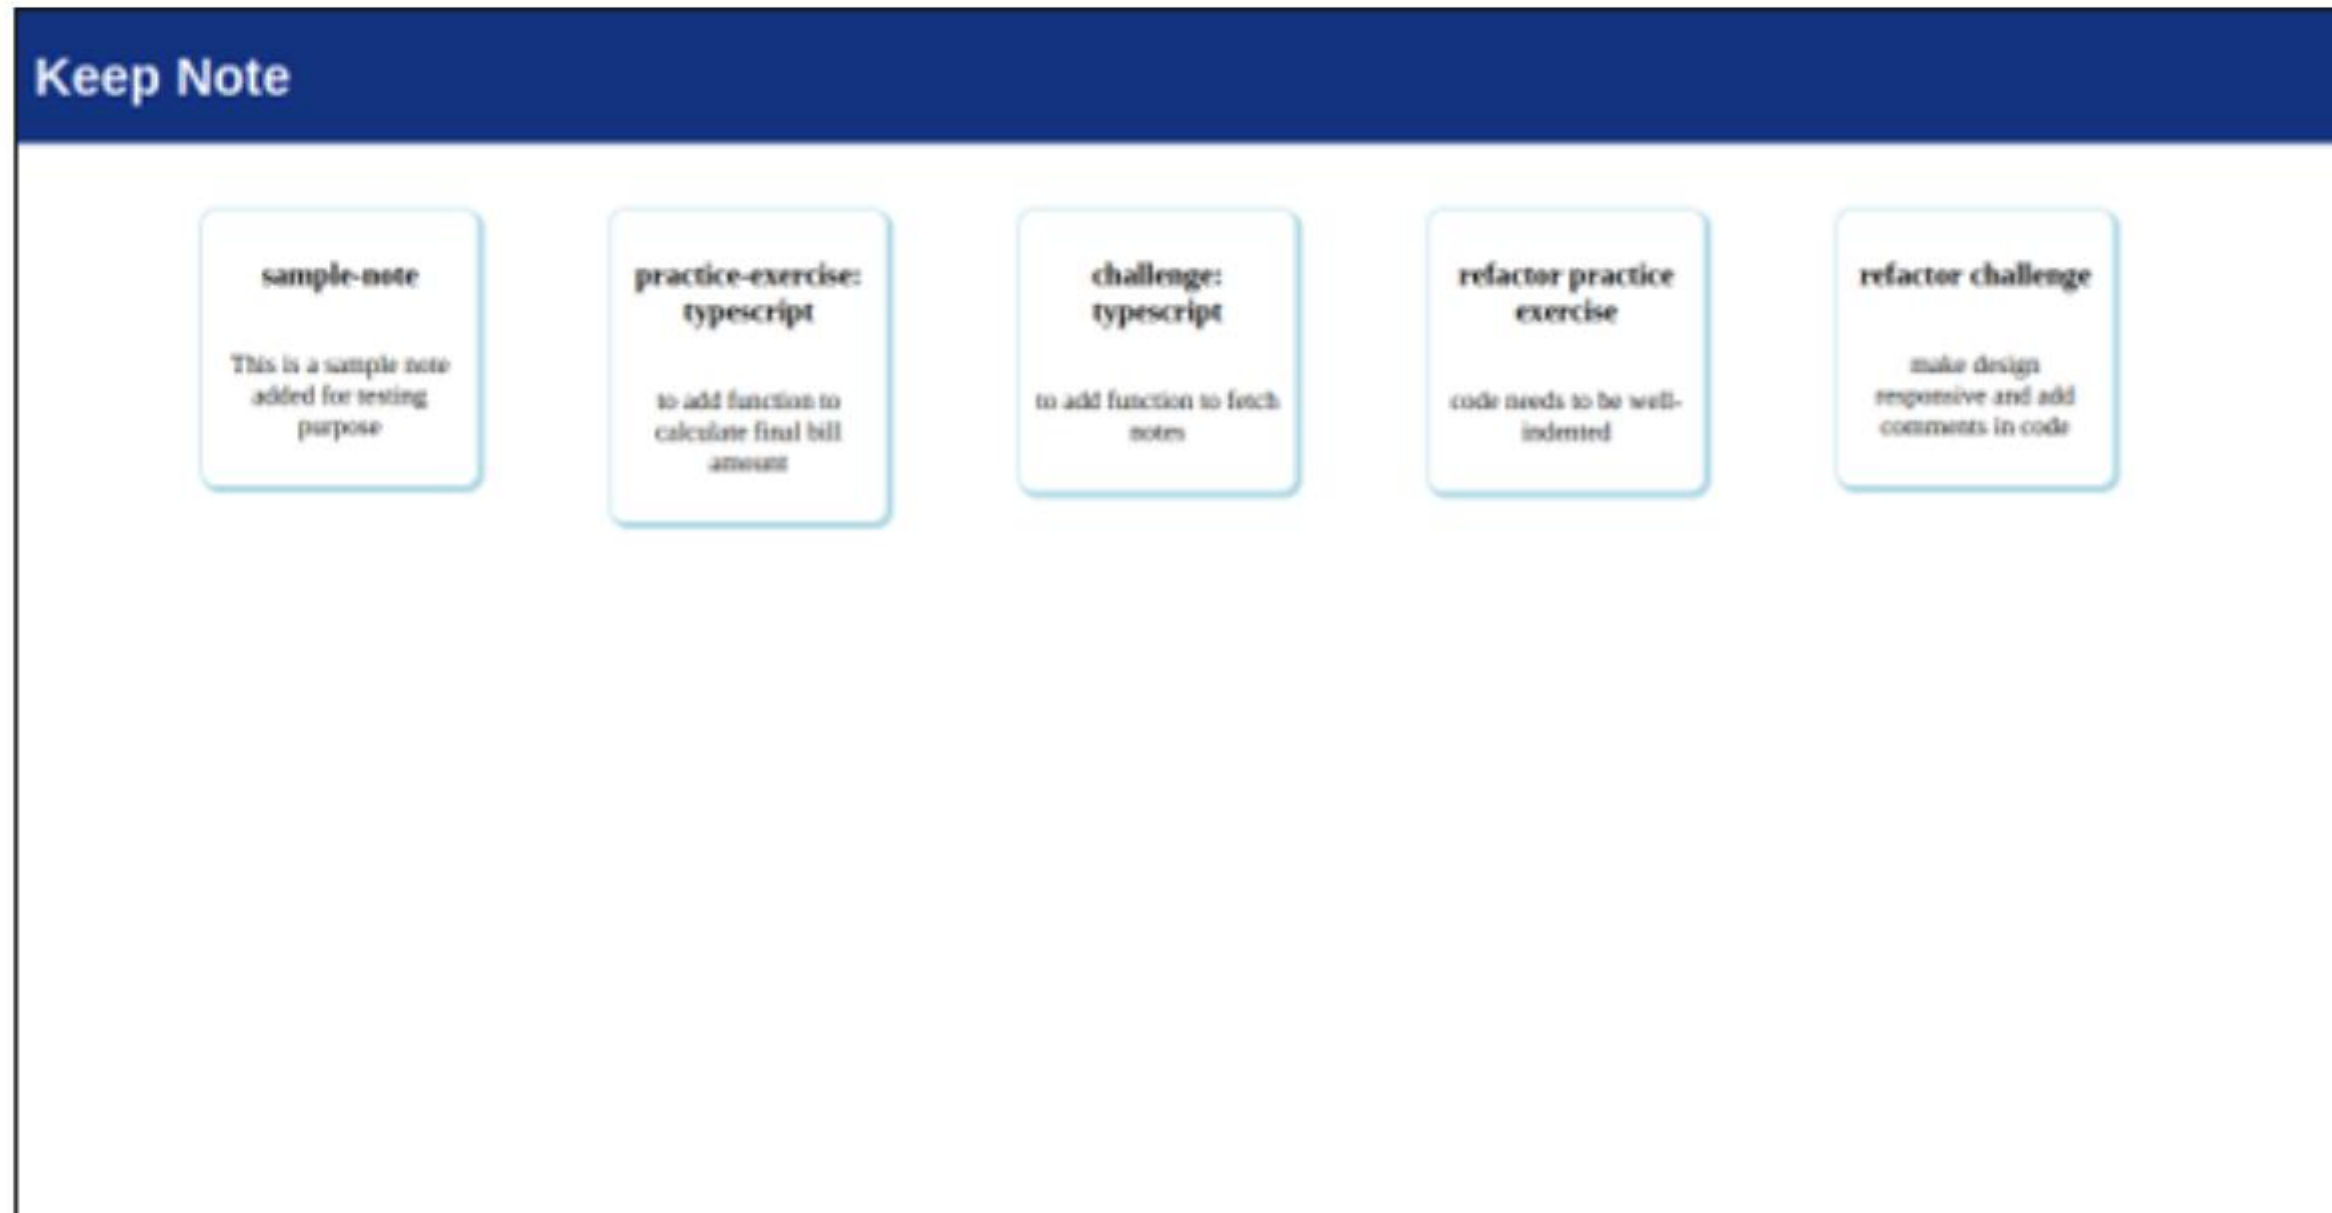 Keep Note
sample-note
This is a sample note
added for testing
purpose
practice-exercise:
typescript
to add function to
calculate final bill
amount
challenge:
typescript
to add function to fetch
notes
refactor practice
exercise
code needs to be well-
indented
refactor challenge
make design
responsive and add
comments in code